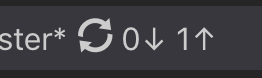 ster* 0↓ 1↑